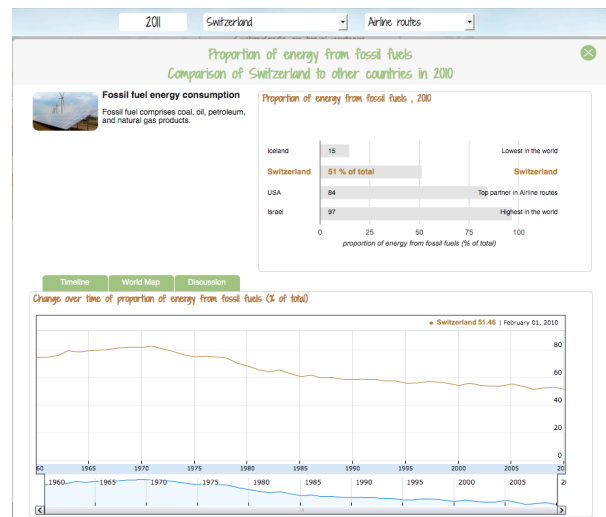 2011 Switzerland Airline routes
Proportion of energy from fossil fuels
Comparison of Switzerland to other countries in 2010
Fossil fuel energy consumption
Fossil fuel comprises coal, oil, petroleum,
and natural gas products.
Proportion of energy from fossil fuels , 2010
Iceland 15 Lowest in the world
Switzerland 51 % of total Switzerland
USA 84 Top partner in Airline routes
Israel 97 Highest in the world
0 25 50 75 100
proportion of energy from fossil fuels (% of total)
Timeline World Map Discussion
Change over time of proportion of energy from fossil fuels (% of total)
Switzerland 51.46 | February 01, 2010
80
60
40
20
0
60 1965 1970 1975 1980 1985 1990 1995 2000 2005 20
1960 1965 1970 1975 1980 1985 1990 1995 2000 2005